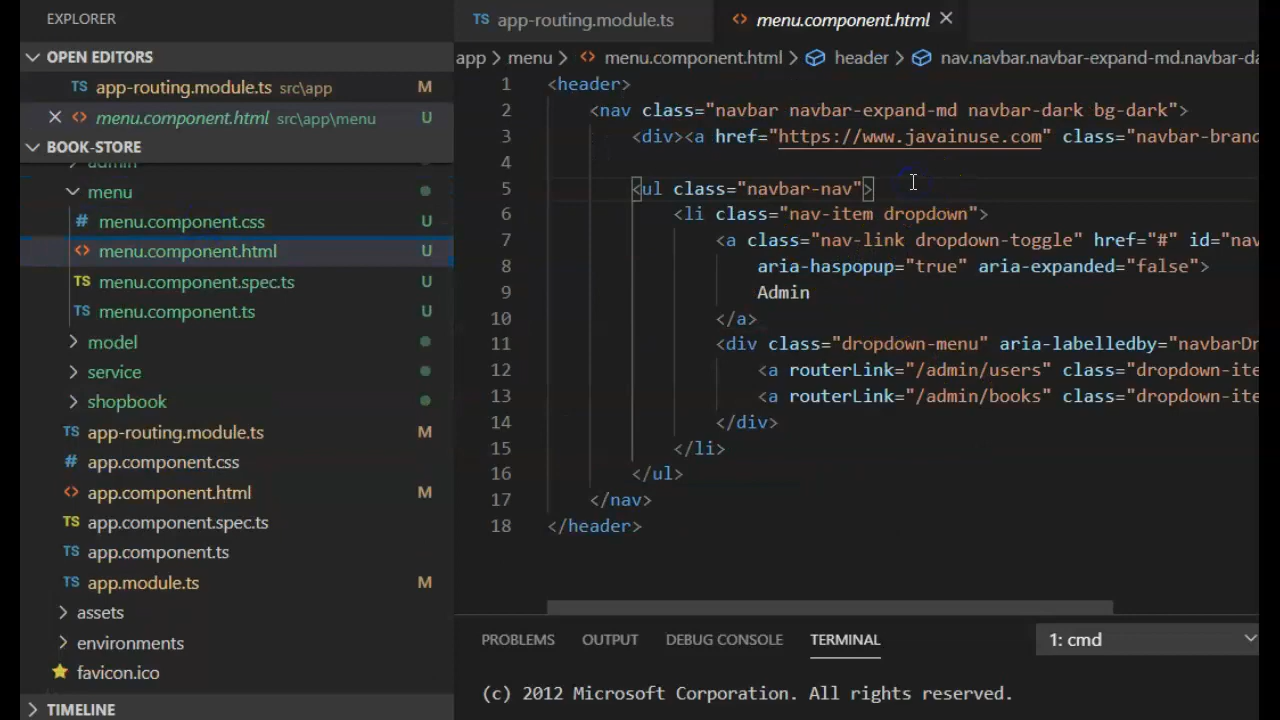 EXPLORER
OPEN EDITORS
TS app-routing.module.ts src\app M
<> menu.component.html src\app\menu U
BOOK-STORE
admin
menu
# menu.component.css U
<> menu.component.html U
TS menu.component.spec.ts U
TS menu.component.ts U
model
service
shopbook
TS app-routing.module.ts M
# app.component.css
<> app.component.html M
TS app.component.spec.ts
TS app.component.ts
TS app.module.ts M
assets
environments
favicon.ico
TIMELINE
TS app-routing.module.ts
<> menu.component.html
app > menu > <> menu.component.html > header > nav.navbar.navbar-expand-md.navbar-da
1 <header>
2 <nav class="navbar navbar-expand-md navbar-dark bg-dark">
3 <div><a href="https://www.javainuse.com" class="navbar-bran
4
5 <ul class="navbar-nav">
6 <li class="nav-item dropdown">
7 <a class="nav-link dropdown-toggle" href="#" id="nav
8 aria-haspopup="true" aria-expanded="false">
9 Admin
10 </a>
11 <div class="dropdown-menu" aria-labelledby="navbarDr
12 <a routerLink="/admin/users" class="dropdown-ite
13 <a routerLink="/admin/books" class="dropdown-ite
14 </div>
15 </li>
16 </ul>
17 </nav>
18 </header>
PROBLEMS OUTPUT DEBUG CONSOLE TERMINAL 1: cmd
(c) 2012 Microsoft Corporation. All rights reserved.